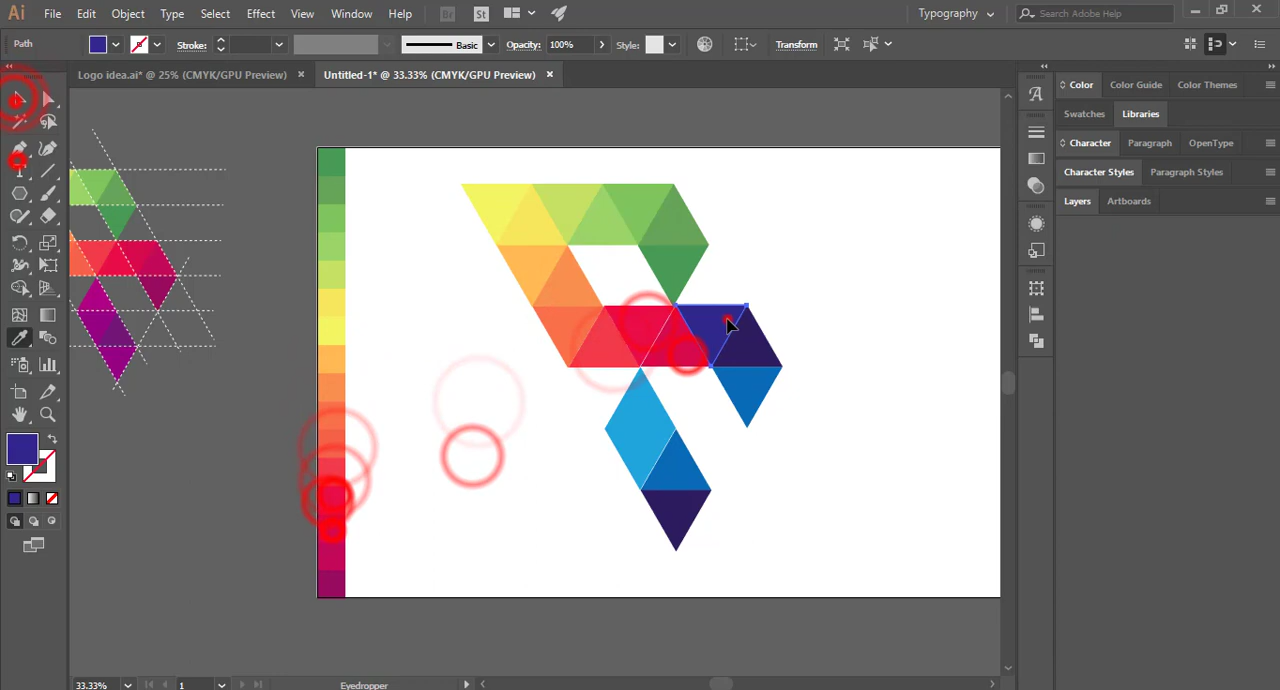 Ai File Edit Object Type Select Effect View Window Help Br St Typography Search Adobe Help
Path Stroke: Basic Opacity: 100% Style: Transform
Logo idea.ai* @ 25% (CMYK/GPU Preview) × Untitled-1* @ 33.33% (CMYK/GPU Preview) ×
Color Color Guide Color Themes
Swatches Libraries
Character Paragraph OpenType
Character Styles Paragraph Styles
Layers Artboards
33.33% 1 Eyedropper